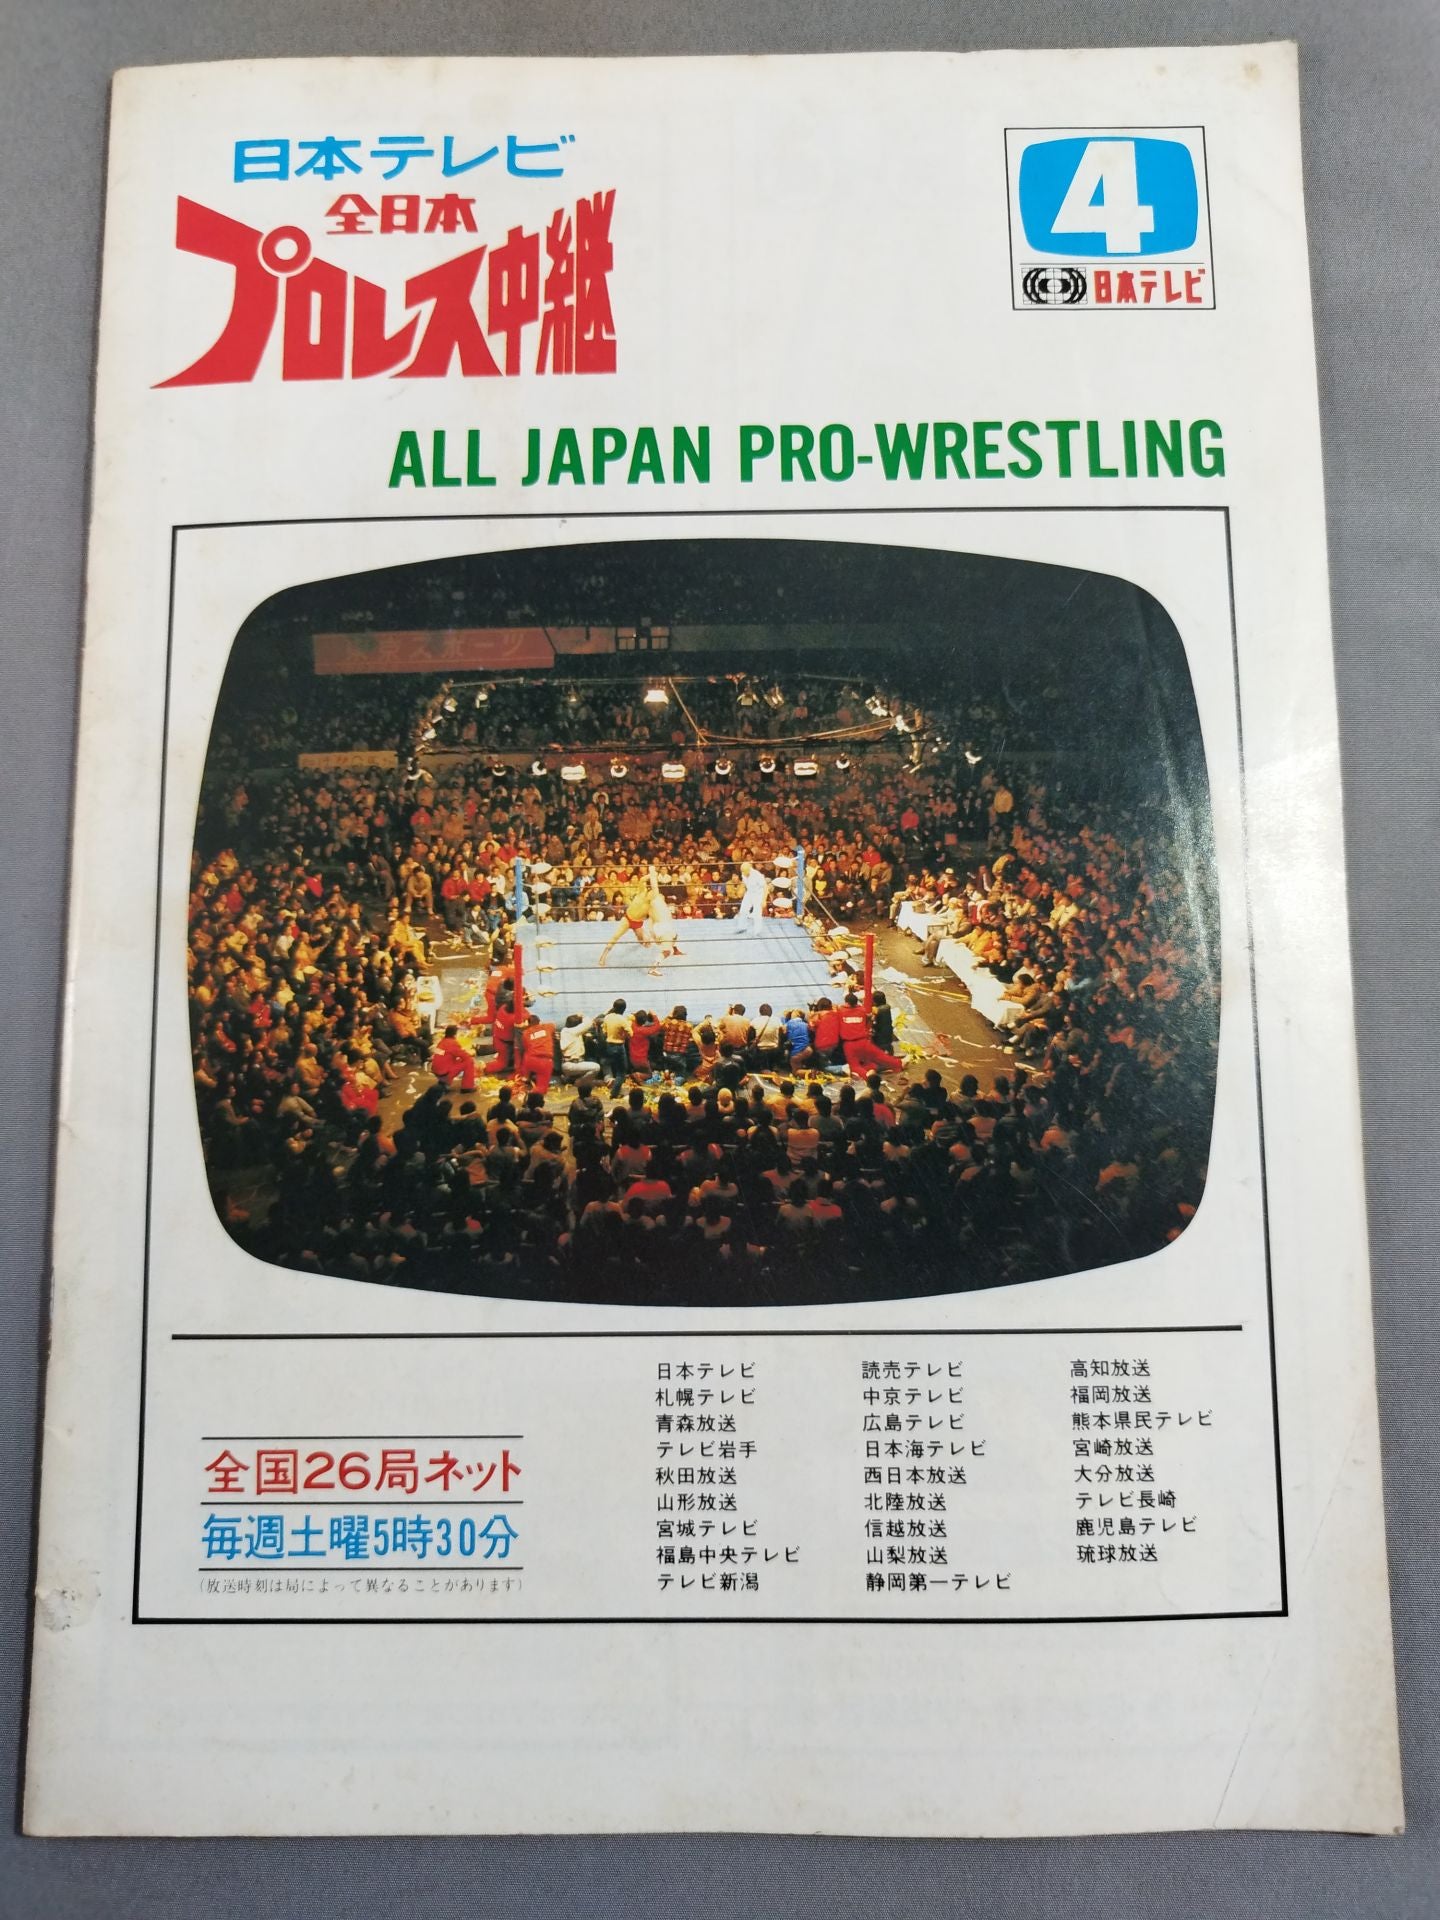 日本テレビ
全日本
プロレス中継
4
日本テレビ
ALL JAPAN PRO-WRESTLING
東京スポーツ
全国26局ネット
毎週土曜5時30分
(放送時刻は局によって異なることがあります)
日本テレビ
札幌テレビ
青森放送
テレビ岩手
秋田放送
山形放送
宮城テレビ
福島中央テレビ
テレビ新潟
読売テレビ
中京テレビ
広島テレビ
日本海テレビ
西日本放送
北陸放送
信越放送
山梨放送
静岡第一テレビ
高知放送
福岡放送
熊本県民テレビ
宮崎放送
大分放送
テレビ長崎
鹿児島テレビ
琉球放送